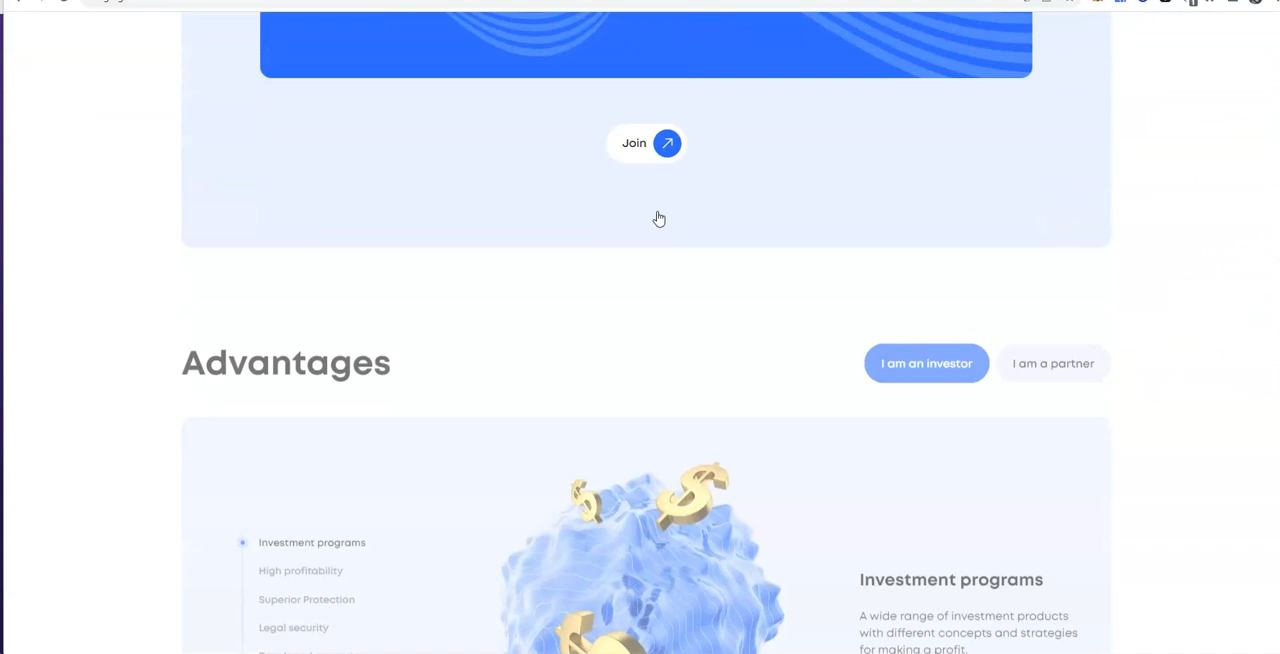 Join
Advantages
I am an investor
I am a partner
Investment programs
High profitability
Superior Protection
Legal security
Investment programs
A wide range of investment products
with different concepts and strategies
for making a profit.